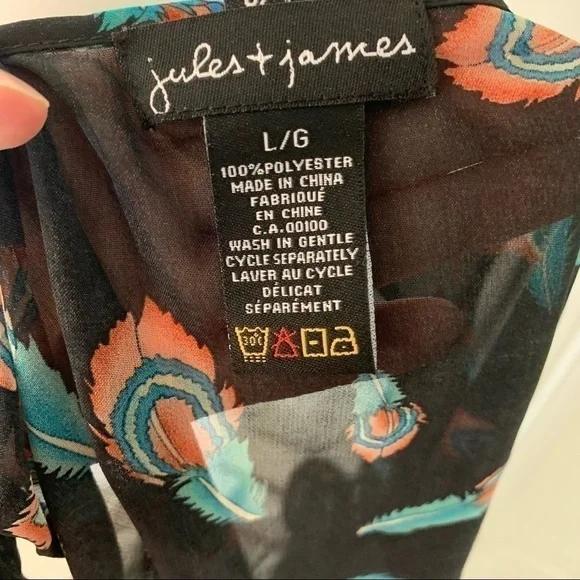 jules + james
L/G
100%POLYESTER
MADE IN CHINA
FABRIQUÉ
EN CHINE
C.A.00100
WASH IN GENTLE
CYCLE SEPARATELY
LAVER AU CYCLE
DÉLICAT
SÉPARÉMENT
30C